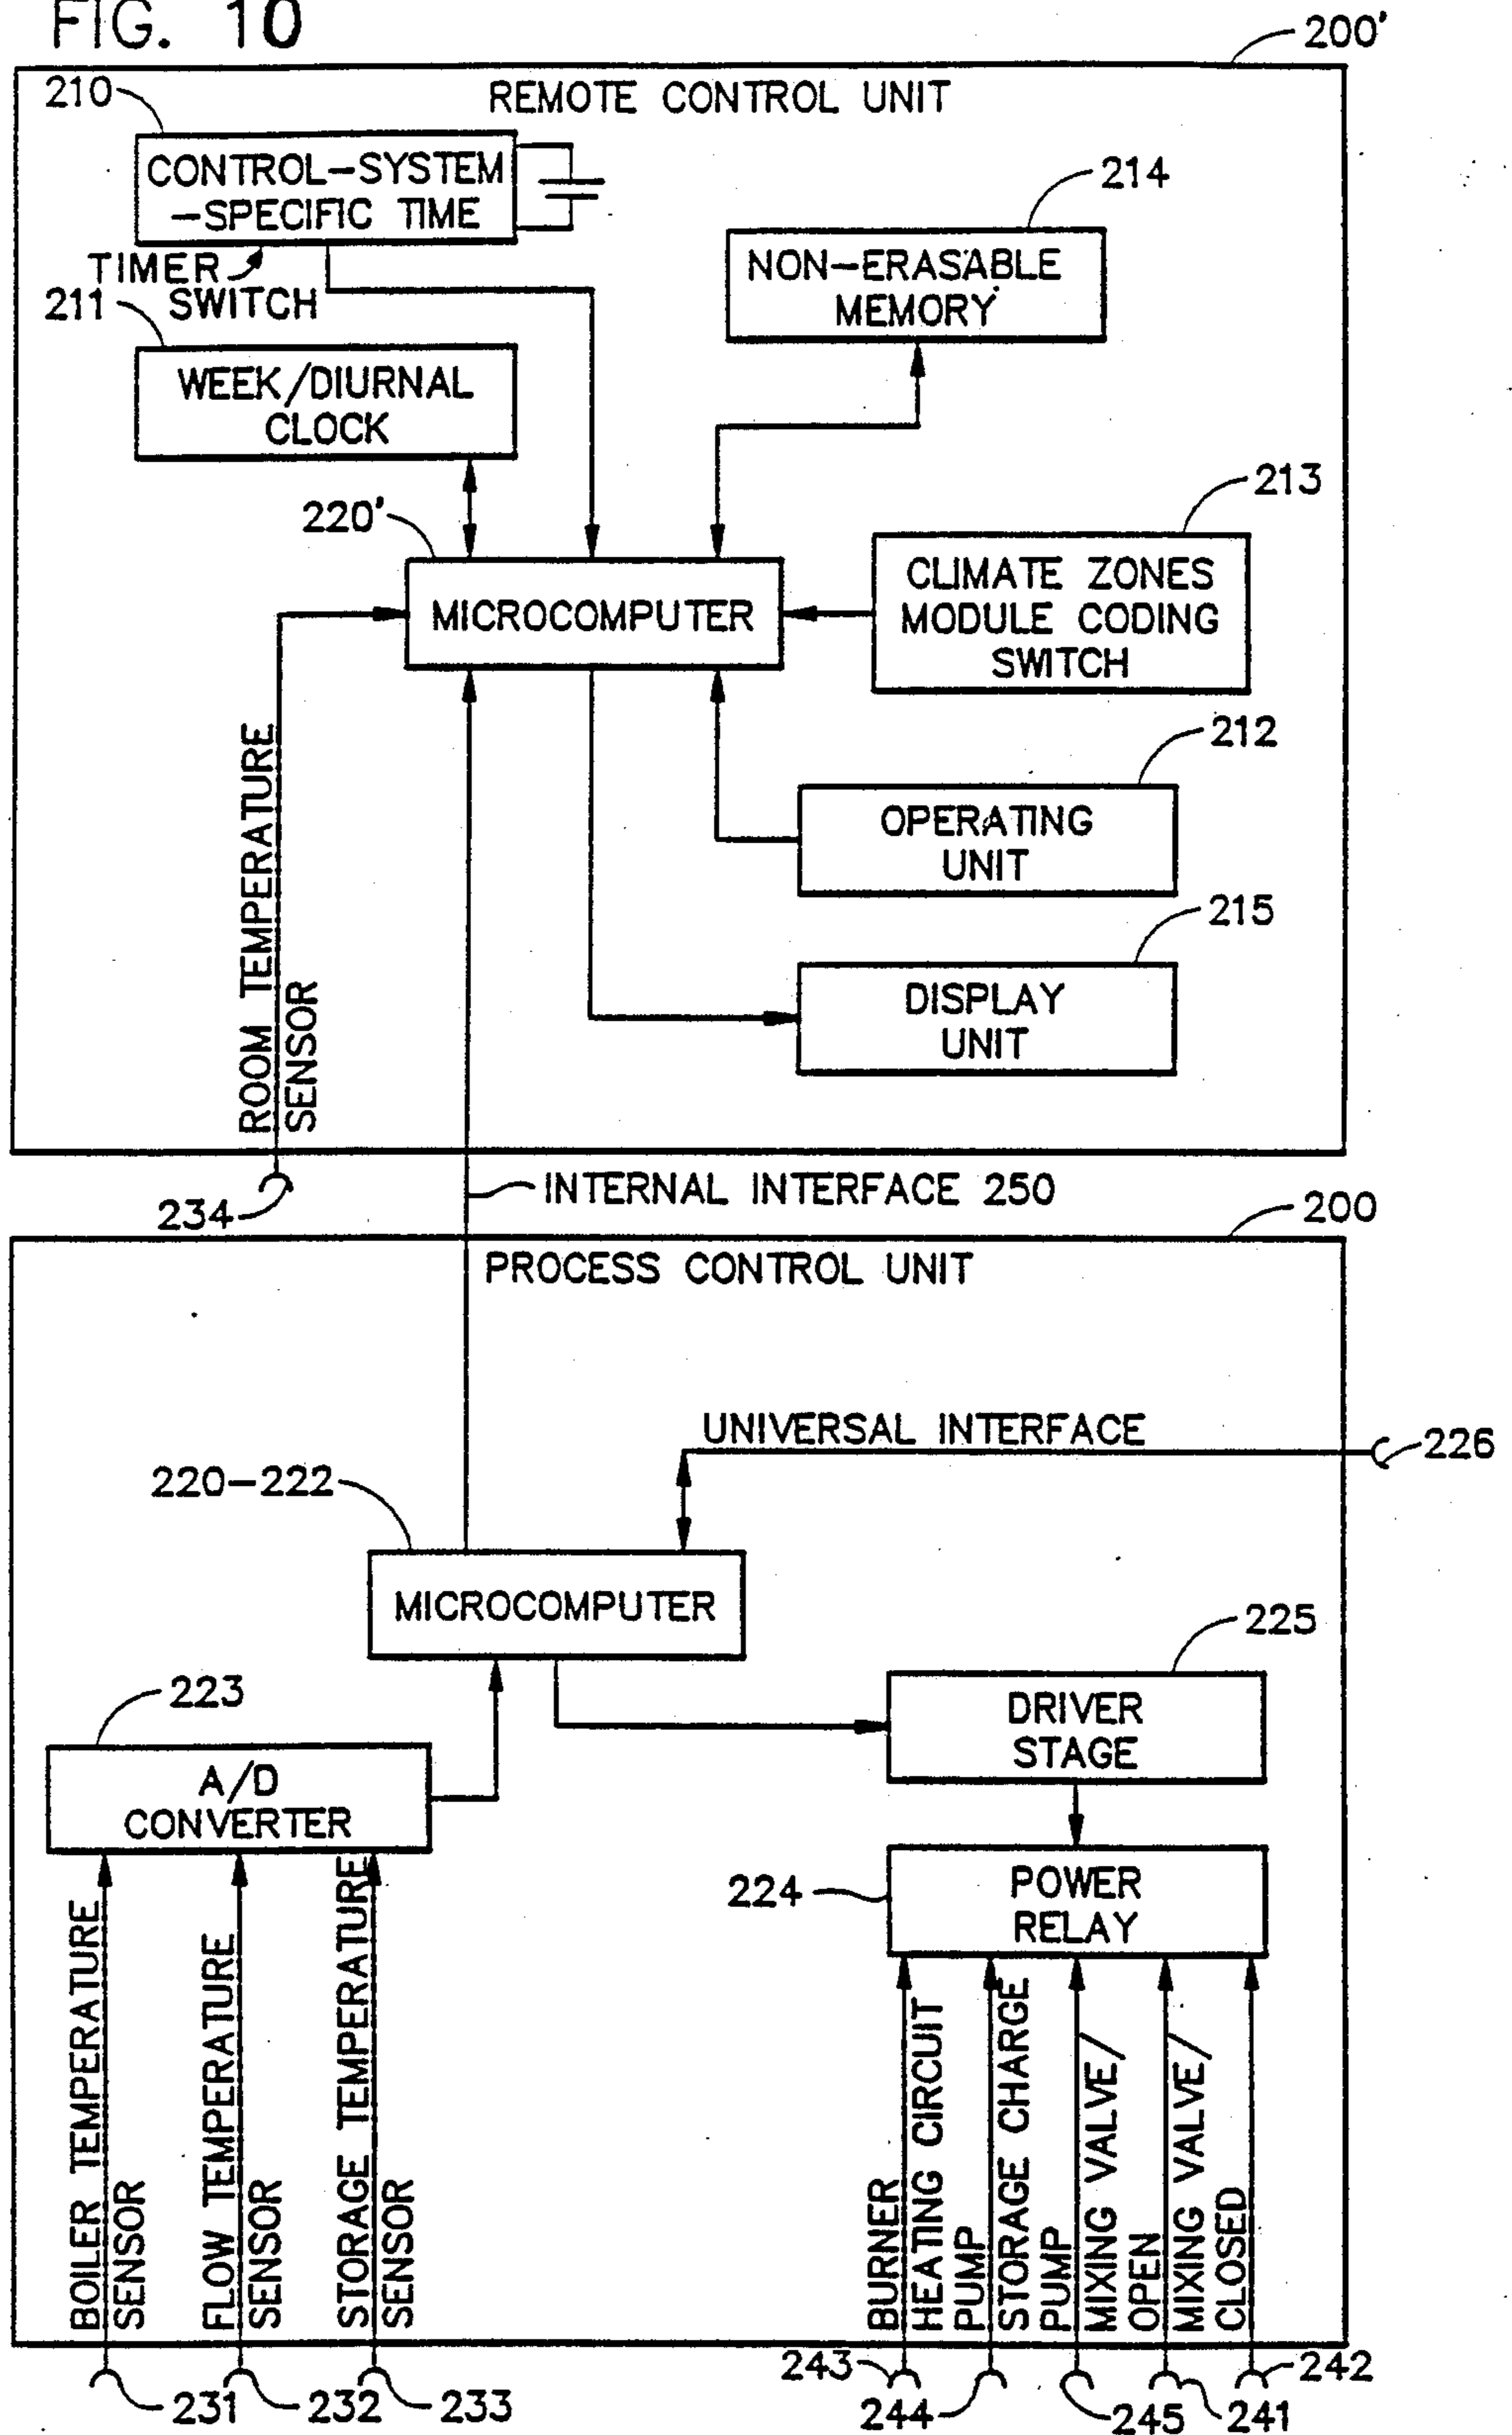 FIG. 10
200'
REMOTE CONTROL UNIT
210
CONTROL-SYSTEM
-SPECIFIC TIME
TIMER
SWITCH
214
NON-ERASABLE
MEMORY
211
WEEK/DIURNAL
CLOCK
213
220'
MICROCOMPUTER
CLIMATE ZONES
MODULE CODING
SWITCH
212
OPERATING
UNIT
215
DISPLAY
UNIT
ROOM TEMPERATURE
SENSOR
234
INTERNAL INTERFACE 250
200
PROCESS CONTROL UNIT
UNIVERSAL INTERFACE
226
220-222
MICROCOMPUTER
225
DRIVER
STAGE
223
A/D
CONVERTER
224
POWER
RELAY
BOILER TEMPERATURE
SENSOR
FLOW TEMPERATURE
SENSOR
STORAGE TEMPERATURE
SENSOR
BURNER
HEATING CIRCUIT
PUMP
STORAGE CHARGE
PUMP
MIXING VALVE/
OPEN
MIXING VALVE/
CLOSED
231
232
233
243
244
245
241
242